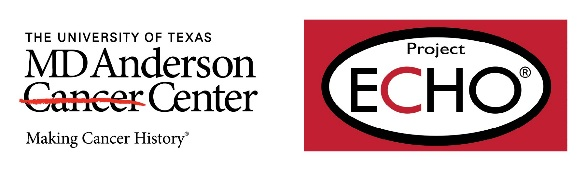 THE UNIVERSITY OF TEXAS
MD Anderson
Cancer Center
Making Cancer History®
Project
ECHO®